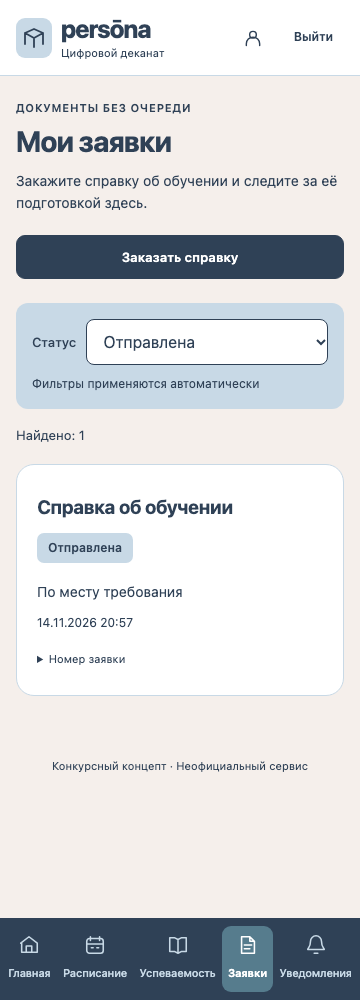 persōna
Цифровой деканат
Выйти
ДОКУМЕНТЫ БЕЗ ОЧЕРЕДИ
Мои заявки
Закажите справку об обучении и следите за её
подготовкой здесь.
Заказать справку
Статус
Отправлена
Фильтры применяются автоматически
Найдено: 1
Справка об обучении
Отправлена
По месту требования
14.11.2026 20:57
Номер заявки
Конкурсный концепт · Неофициальный сервис
Главная
Расписание
Успеваемость
Заявки
Уведомления